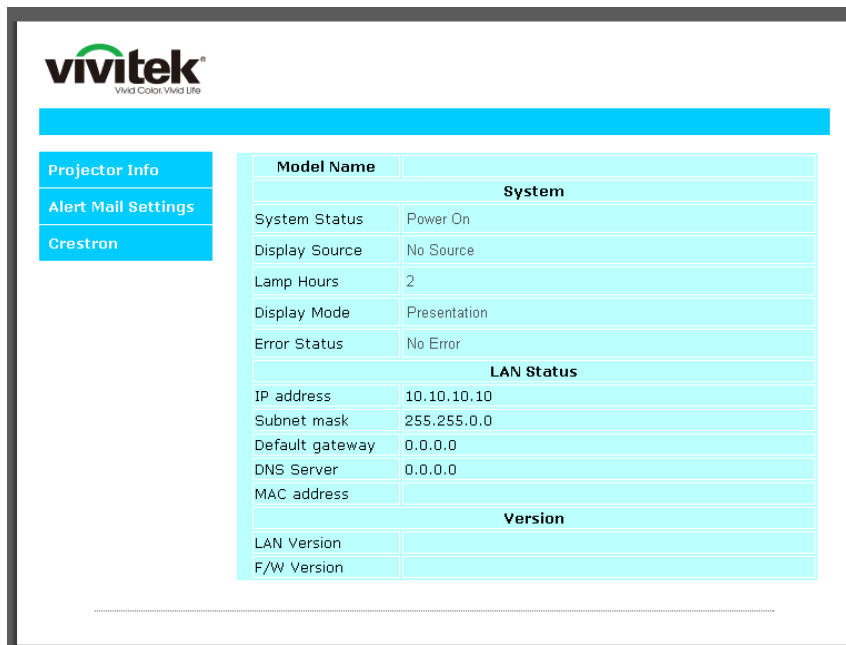 vivitek®
Vivid Color. Vivid Life
Projector Info
Alert Mail Settings
Crestron
Model Name
System
System Status Power On
Display Source No Source
Lamp Hours 2
Display Mode Presentation
Error Status No Error
LAN Status
IP address 10.10.10.10
Subnet mask 255.255.0.0
Default gateway 0.0.0.0
DNS Server 0.0.0.0
MAC address
Version
LAN Version
F/W Version